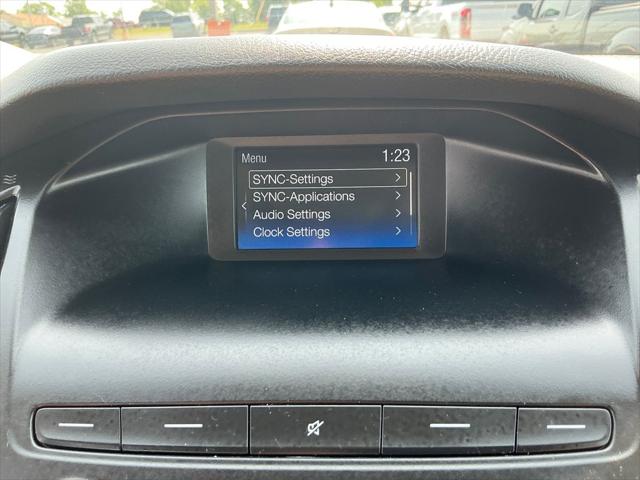 Menu 1:23
SYNC-Settings
SYNC-Applications
Audio Settings
Clock Settings